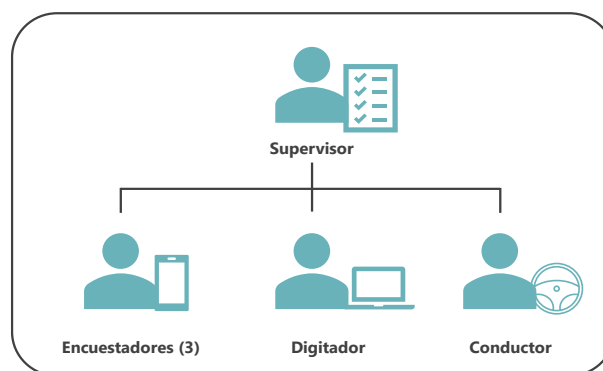 Supervisor
Encuestadores (3)
Digitador
Conductor